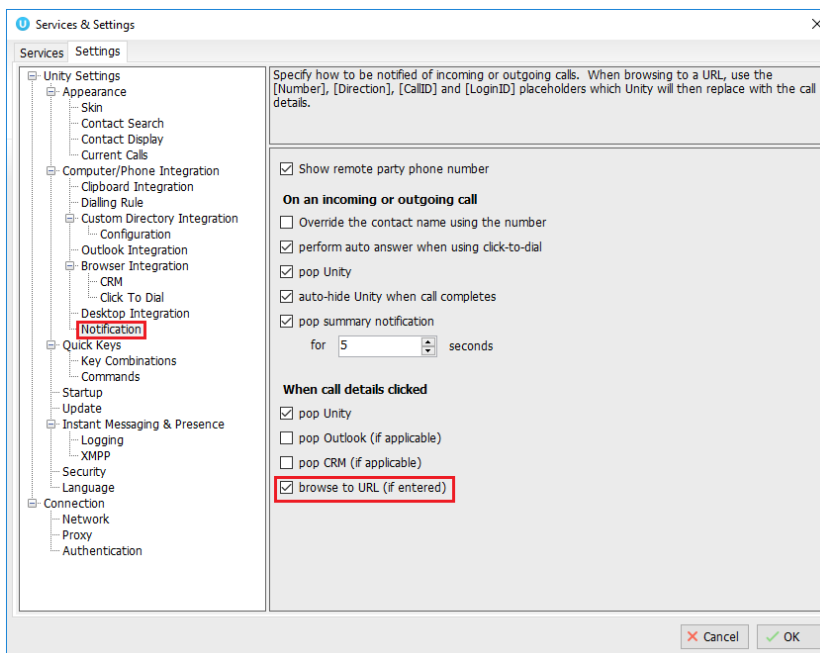 Services & Settings
Services Settings
Unity Settings
Appearance
Skin
Contact Search
Contact Display
Current Calls
Computer/Phone Integration
Clipboard Integration
Dialling Rule
Custom Directory Integration
Configuration
Outlook Integration
Browser Integration
CRM
Click To Dial
Desktop Integration
Notification
Quick Keys
Key Combinations
Commands
Startup
Update
Instant Messaging & Presence
Logging
XMPP
Security
Language
Connection
Network
Proxy
Authentication
Specify how to be notified of incoming or outgoing calls.  When browsing to a URL, use the
[Number], [Direction], [CallID] and [LoginID] placeholders which Unity will then replace with the call
details.
Show remote party phone number
On an incoming or outgoing call
Override the contact name using the number
perform auto answer when using click-to-dial
pop Unity
auto-hide Unity when call completes
pop summary notification
for 5 seconds
When call details clicked
pop Unity
pop Outlook (if applicable)
pop CRM (if applicable)
browse to URL (if entered)
Cancel OK